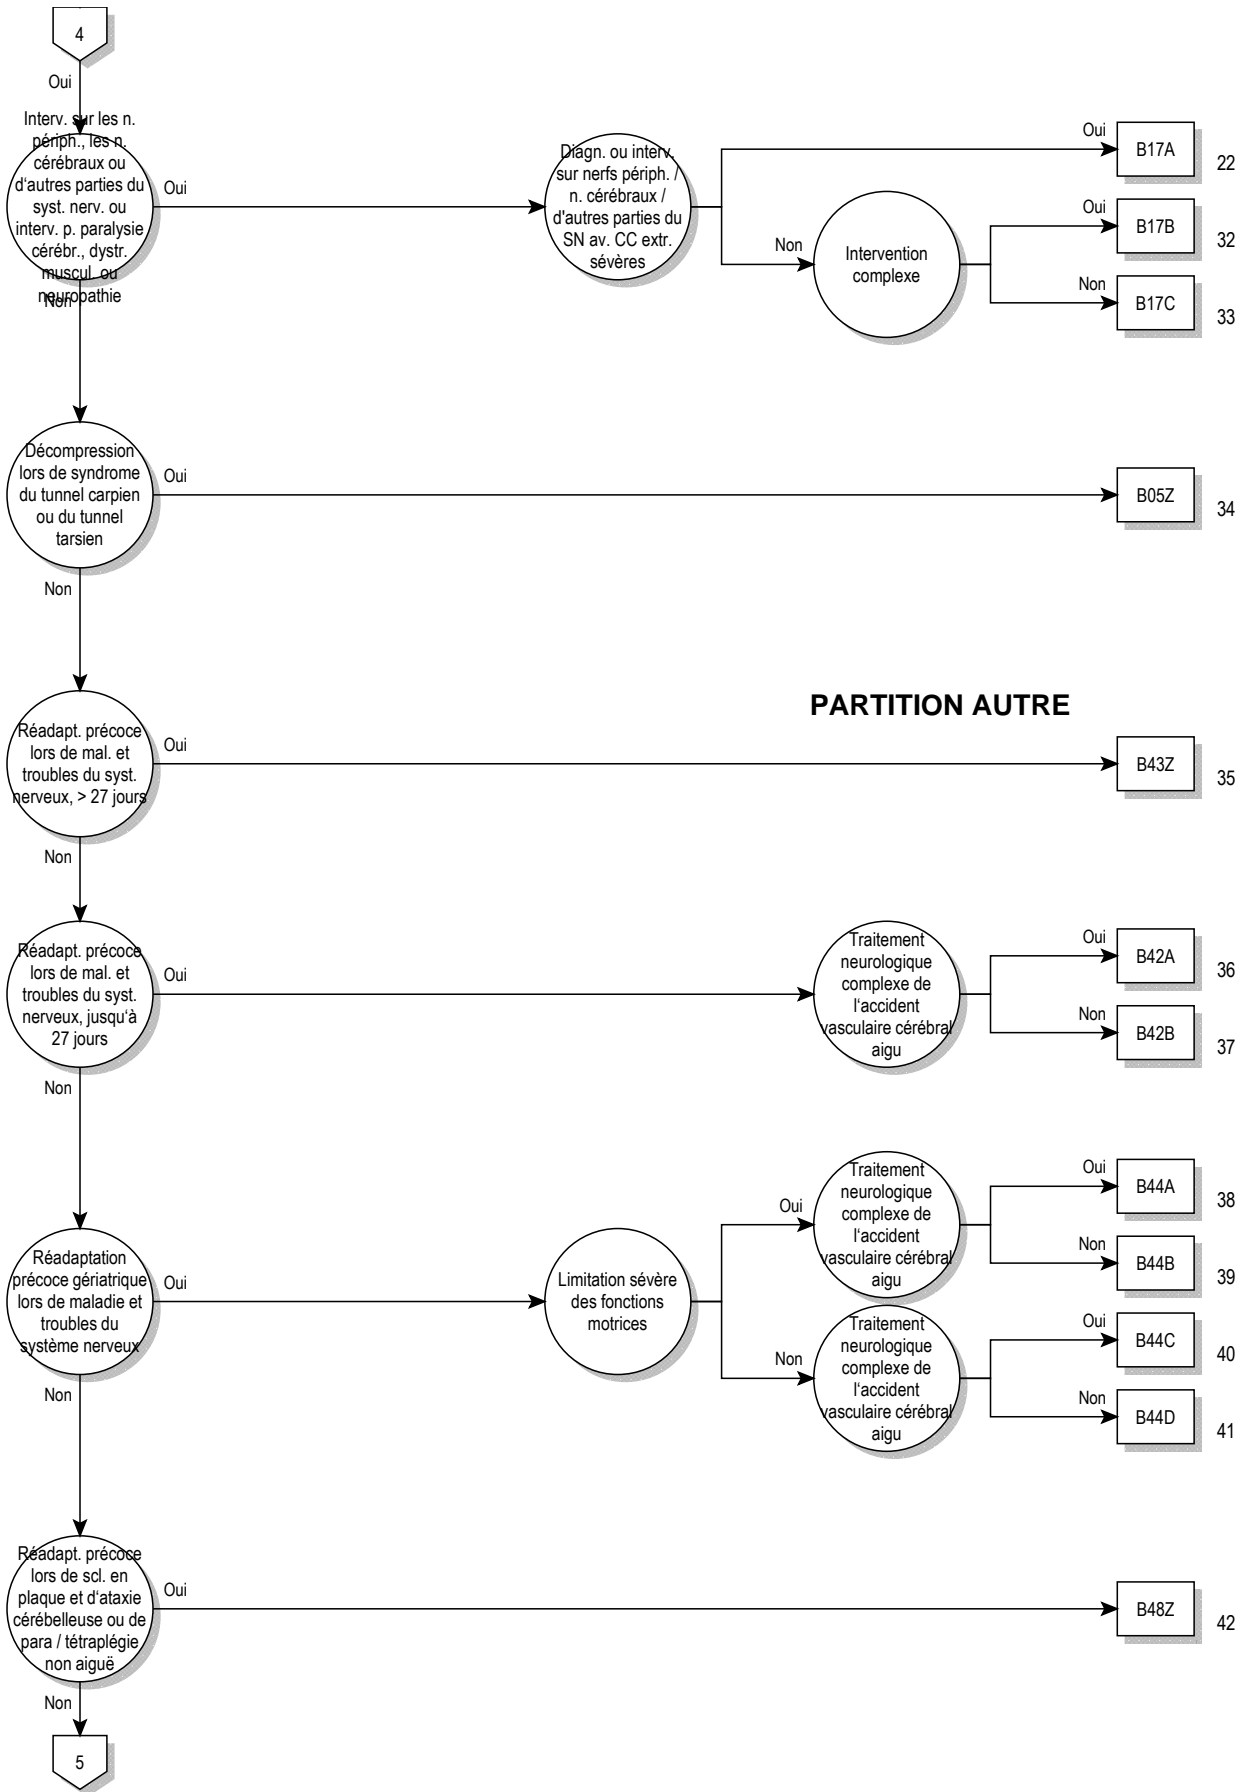 4
Oui
Interv. sur les n.
périph., les n.
cérébraux ou
d‘autres parties du
syst. nerv. ou
interv. p. paralysie
cérébr., dystr.
muscul. ou
neuropathie
Oui
Non
Diagn. ou interv.
sur nerfs périph. /
n. cérébraux /
d'autres parties du
SN av. CC extr.
sévères
Oui
B17A
22
Non
Intervention
complexe
Oui
B17B
32
Non
B17C
33
Décompression
lors de syndrome
du tunnel carpien
ou du tunnel
tarsien
Oui
B05Z
34
Non
PARTITION AUTRE
Réadapt. précoce
lors de mal. et
troubles du syst.
nerveux, > 27 jours
Oui
B43Z
35
Non
Réadapt. précoce
lors de mal. et
troubles du syst.
nerveux, jusqu‘à
27 jours
Oui
Traitement
neurologique
complexe de
l‘accident
vasculaire cérébral
aigu
Oui
B42A
36
Non
B42B
37
Non
Réadaptation
précoce gériatrique
lors de maladie et
troubles du
système nerveux
Oui
Limitation sévère
des fonctions
motrices
Oui
Traitement
neurologique
complexe de
l‘accident
vasculaire cérébral
aigu
Oui
B44A
38
Non
B44B
39
Non
Traitement
neurologique
complexe de
l‘accident
vasculaire cérébral
aigu
Oui
B44C
40
Non
B44D
41
Non
Réadapt. précoce
lors de scl. en
plaque et d‘ataxie
cérébelleuse ou de
para / tétraplégie
non aiguë
Oui
B48Z
42
Non
5